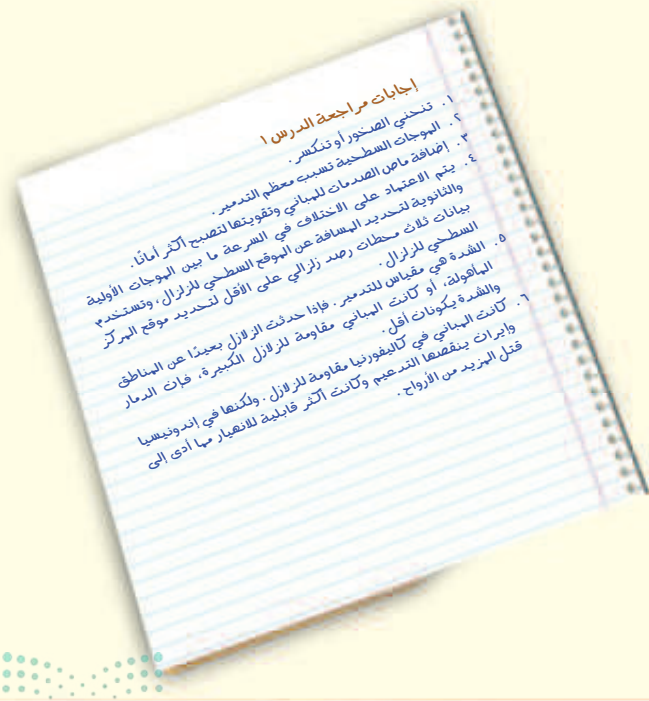 إجابات مراجعة الدرس ١
١. تنحني الصخور أو تنكسر.
٢. الموجات السطحية تسبب معظم التدمير.
٣. إضافة ماص الصدمات للمباني وتقويتها لتصبح أكثر أمانًا.
٤. يتم الاعتماد على الاختلاف في السرعة ما بين الموجات الأولية
والثانوية لتحديد المسافة عن الموقع السطحي للزلزال، وتستخدم
بيانات ثلاث محطات رصد زلزالي على الأقل لتحديد موقع المركز
السطحي للزلزال.
٥. الشدة هي مقياس للتدمير. فإذا حدثت الزلازل بعيدًا عن المناطق
المأهولة، أو كانت المباني مقاومة للزلازل الكبيرة، فإن الدمار
والشدة يكونان أقل.
٦. كانت المباني في كاليفورنيا مقاومة للزلازل. ولكنها في إندونيسيا
وإيران ينقصها التدعيم وكانت أكثر قابلية للانهيار مما أدى إلى
قتل المزيد من الأرواح.